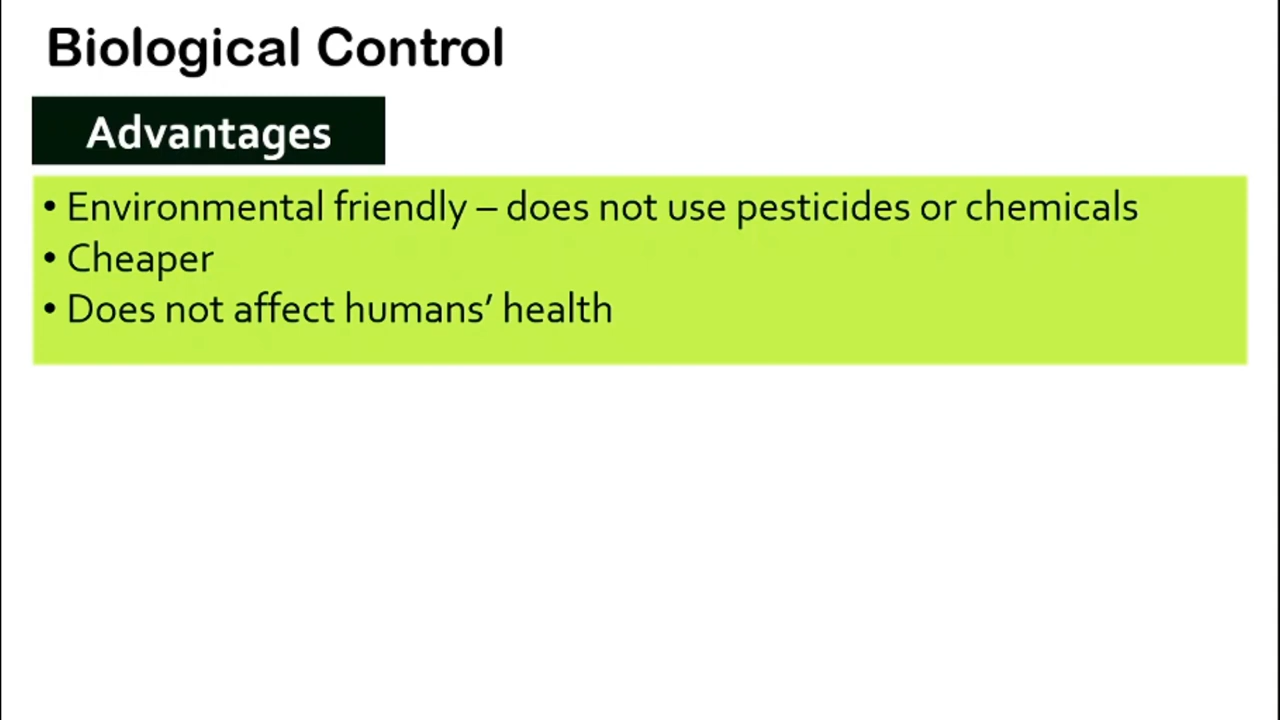 Biological Control
Advantages
• Environmental friendly – does not use pesticides or chemicals
• Cheaper
• Does not affect humans’ health